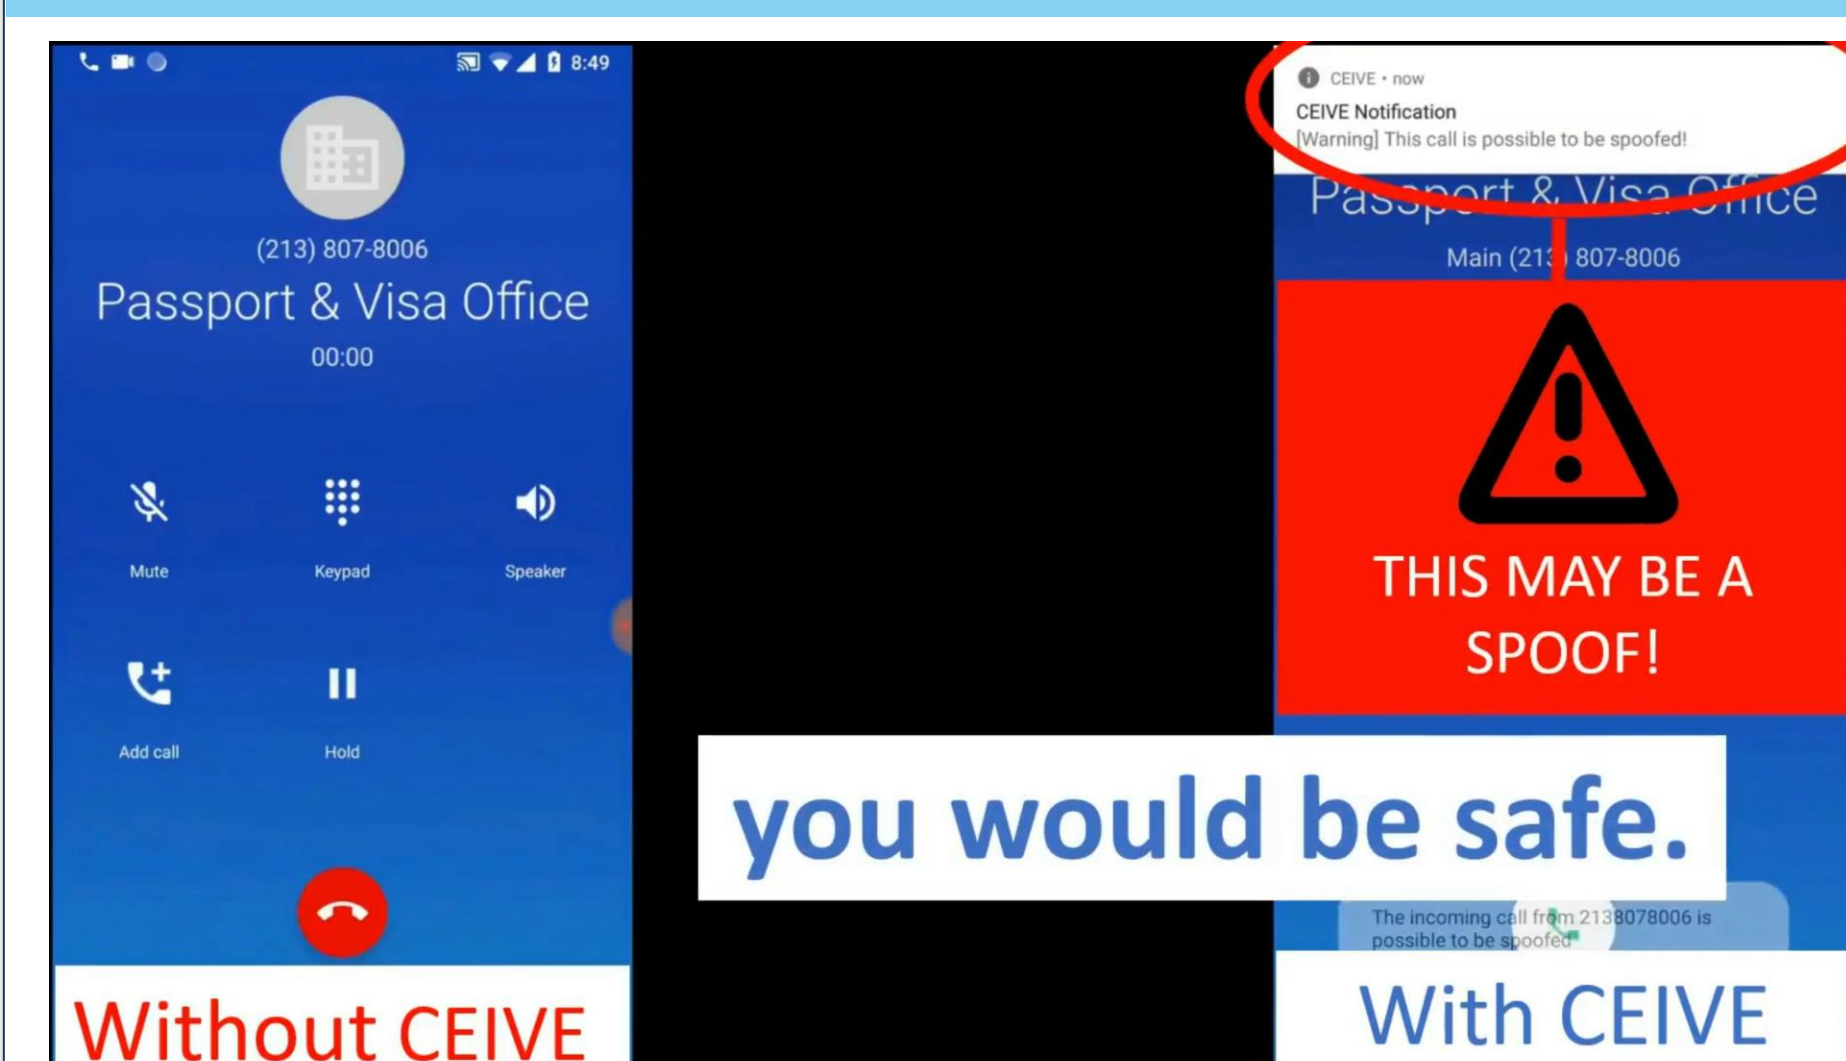 8:49
(213) 807-8006
Passport & Visa Office
00:00
Mute
Keypad
Speaker
Add call
Hold
Without CEIVE
CEIVE • now
CEIVE Notification
[Warning] This call is possible to be spoofed!
Passport & Visa Office
Main (213) 807-8006
THIS MAY BE A
SPOOF!
you would be safe.
The incoming call from 2138078006 is
possible to be spoofed
With CEIVE